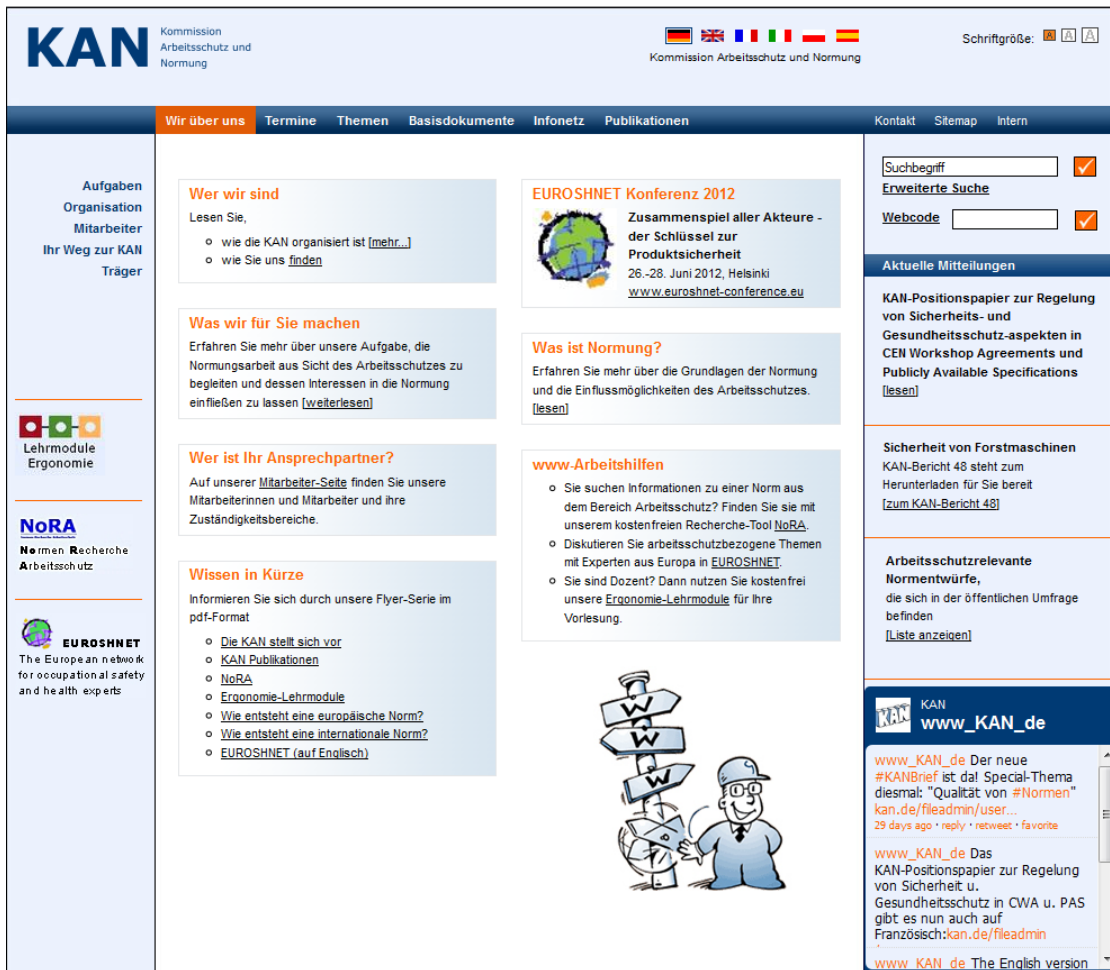 KAN
Kommission
Arbeitsschutz und
Normung
Kommission Arbeitsschutz und Normung
Schriftgröße: A A A
Wir über uns Termine Themen Basisdokumente Infonetz Publikationen
Kontakt Sitemap Intern
Aufgaben
Organisation
Mitarbeiter
Ihr Weg zur KAN
Träger
Lehrmodule
Ergonomie
NoRA
Normen Recherche
Arbeitsschutz
EUROSHNET
The European network
for occupational safety
and health experts
Wer wir sind
Lesen Sie,
wie die KAN organisiert ist [mehr...]
wie Sie uns finden
Was wir für Sie machen
Erfahren Sie mehr über unsere Aufgabe, die
Normungsarbeit aus Sicht des Arbeitsschutzes zu
begleiten und dessen Interessen in die Normung
einfließen zu lassen [weiterlesen]
Wer ist Ihr Ansprechpartner?
Auf unserer Mitarbeiter-Seite finden Sie unsere
Mitarbeiterinnen und Mitarbeiter und ihre
Zuständigkeitsbereiche.
Wissen in Kürze
Informieren Sie sich durch unsere Flyer-Serie im
pdf-Format
Die KAN stellt sich vor
KAN Publikationen
NoRA
Ergonomie-Lehrmodule
Wie entsteht eine europäische Norm?
Wie entsteht eine internationale Norm?
EUROSHNET (auf Englisch)
EUROSHNET Konferenz 2012
Zusammenspiel aller Akteure -
der Schlüssel zur
Produktsicherheit
26.-28. Juni 2012, Helsinki
www.euroshnet-conference.eu
Was ist Normung?
Erfahren Sie mehr über die Grundlagen der Normung
und die Einflussmöglichkeiten des Arbeitsschutzes.
[lesen]
www-Arbeitshilfen
Sie suchen Informationen zu einer Norm aus
dem Bereich Arbeitsschutz? Finden Sie sie mit
unserem kostenfreien Recherche-Tool NoRA.
Diskutieren Sie arbeitsschutzbezogene Themen
mit Experten aus Europa in EUROSHNET.
Sie sind Dozent? Dann nutzen Sie kostenfrei
unsere Ergonomie-Lehrmodule für Ihre
Vorlesung.
W
W
W
Suchbegriff
Erweiterte Suche
Webcode
Aktuelle Mitteilungen
KAN-Positionspapier zur Regelung
von Sicherheits- und
Gesundheitsschutz-aspekten in
CEN Workshop Agreements und
Publicly Available Specifications
[lesen]
Sicherheit von Forstmaschinen
KAN-Bericht 48 steht zum
Herunterladen für Sie bereit
[zum KAN-Bericht 48]
Arbeitsschutzrelevante
Normentwürfe,
die sich in der öffentlichen Umfrage
befinden
[Liste anzeigen]
KAN
KAN
www_KAN_de
www_KAN_de Der neue
#KANBrief ist da! Special-Thema
diesmal: "Qualität von #Normen"
kan.de/fileadmin/user...
29 days ago · reply · retweet · favorite
www_KAN_de Das
KAN-Positionspapier zur Regelung
von Sicherheit u.
Gesundheitsschutz in CWA u. PAS
gibt es nun auch auf
Französisch:kan.de/fileadmin
www_KAN_de The English version